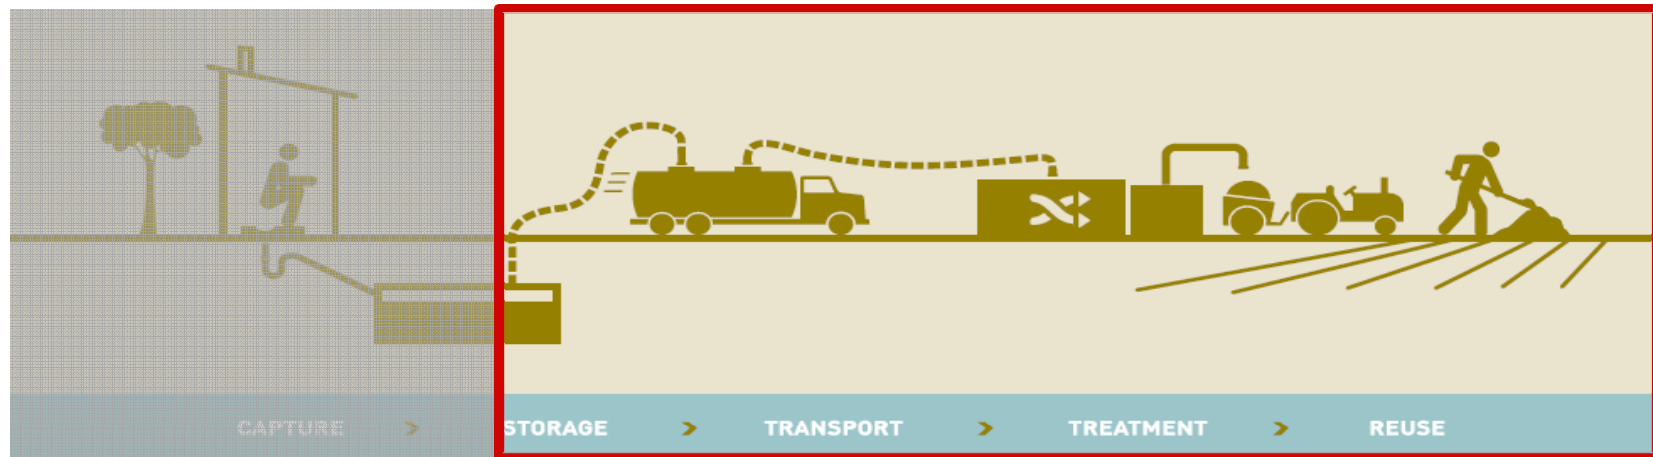 CAPTURE > STORAGE > TRANSPORT > TREATMENT > REUSE